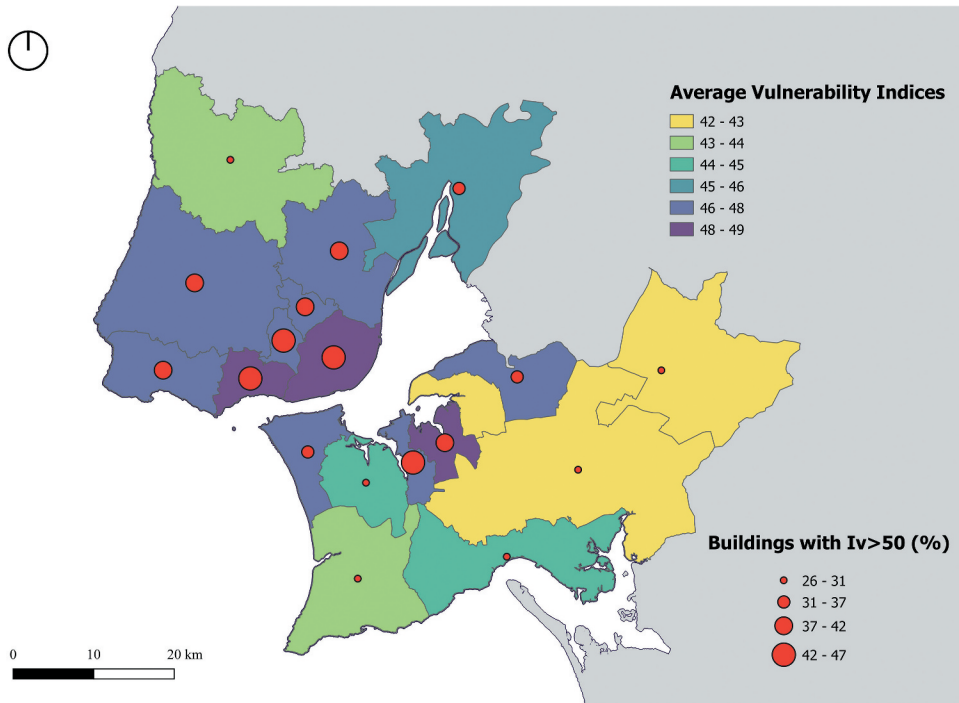 Average Vulnerability Indices
42 - 43
43 - 44
44 - 45
45 - 46
46 - 48
48 - 49
Buildings with Iv>50 (%)
26 - 31
31 - 37
37 - 42
42 - 47
0 10 20 km